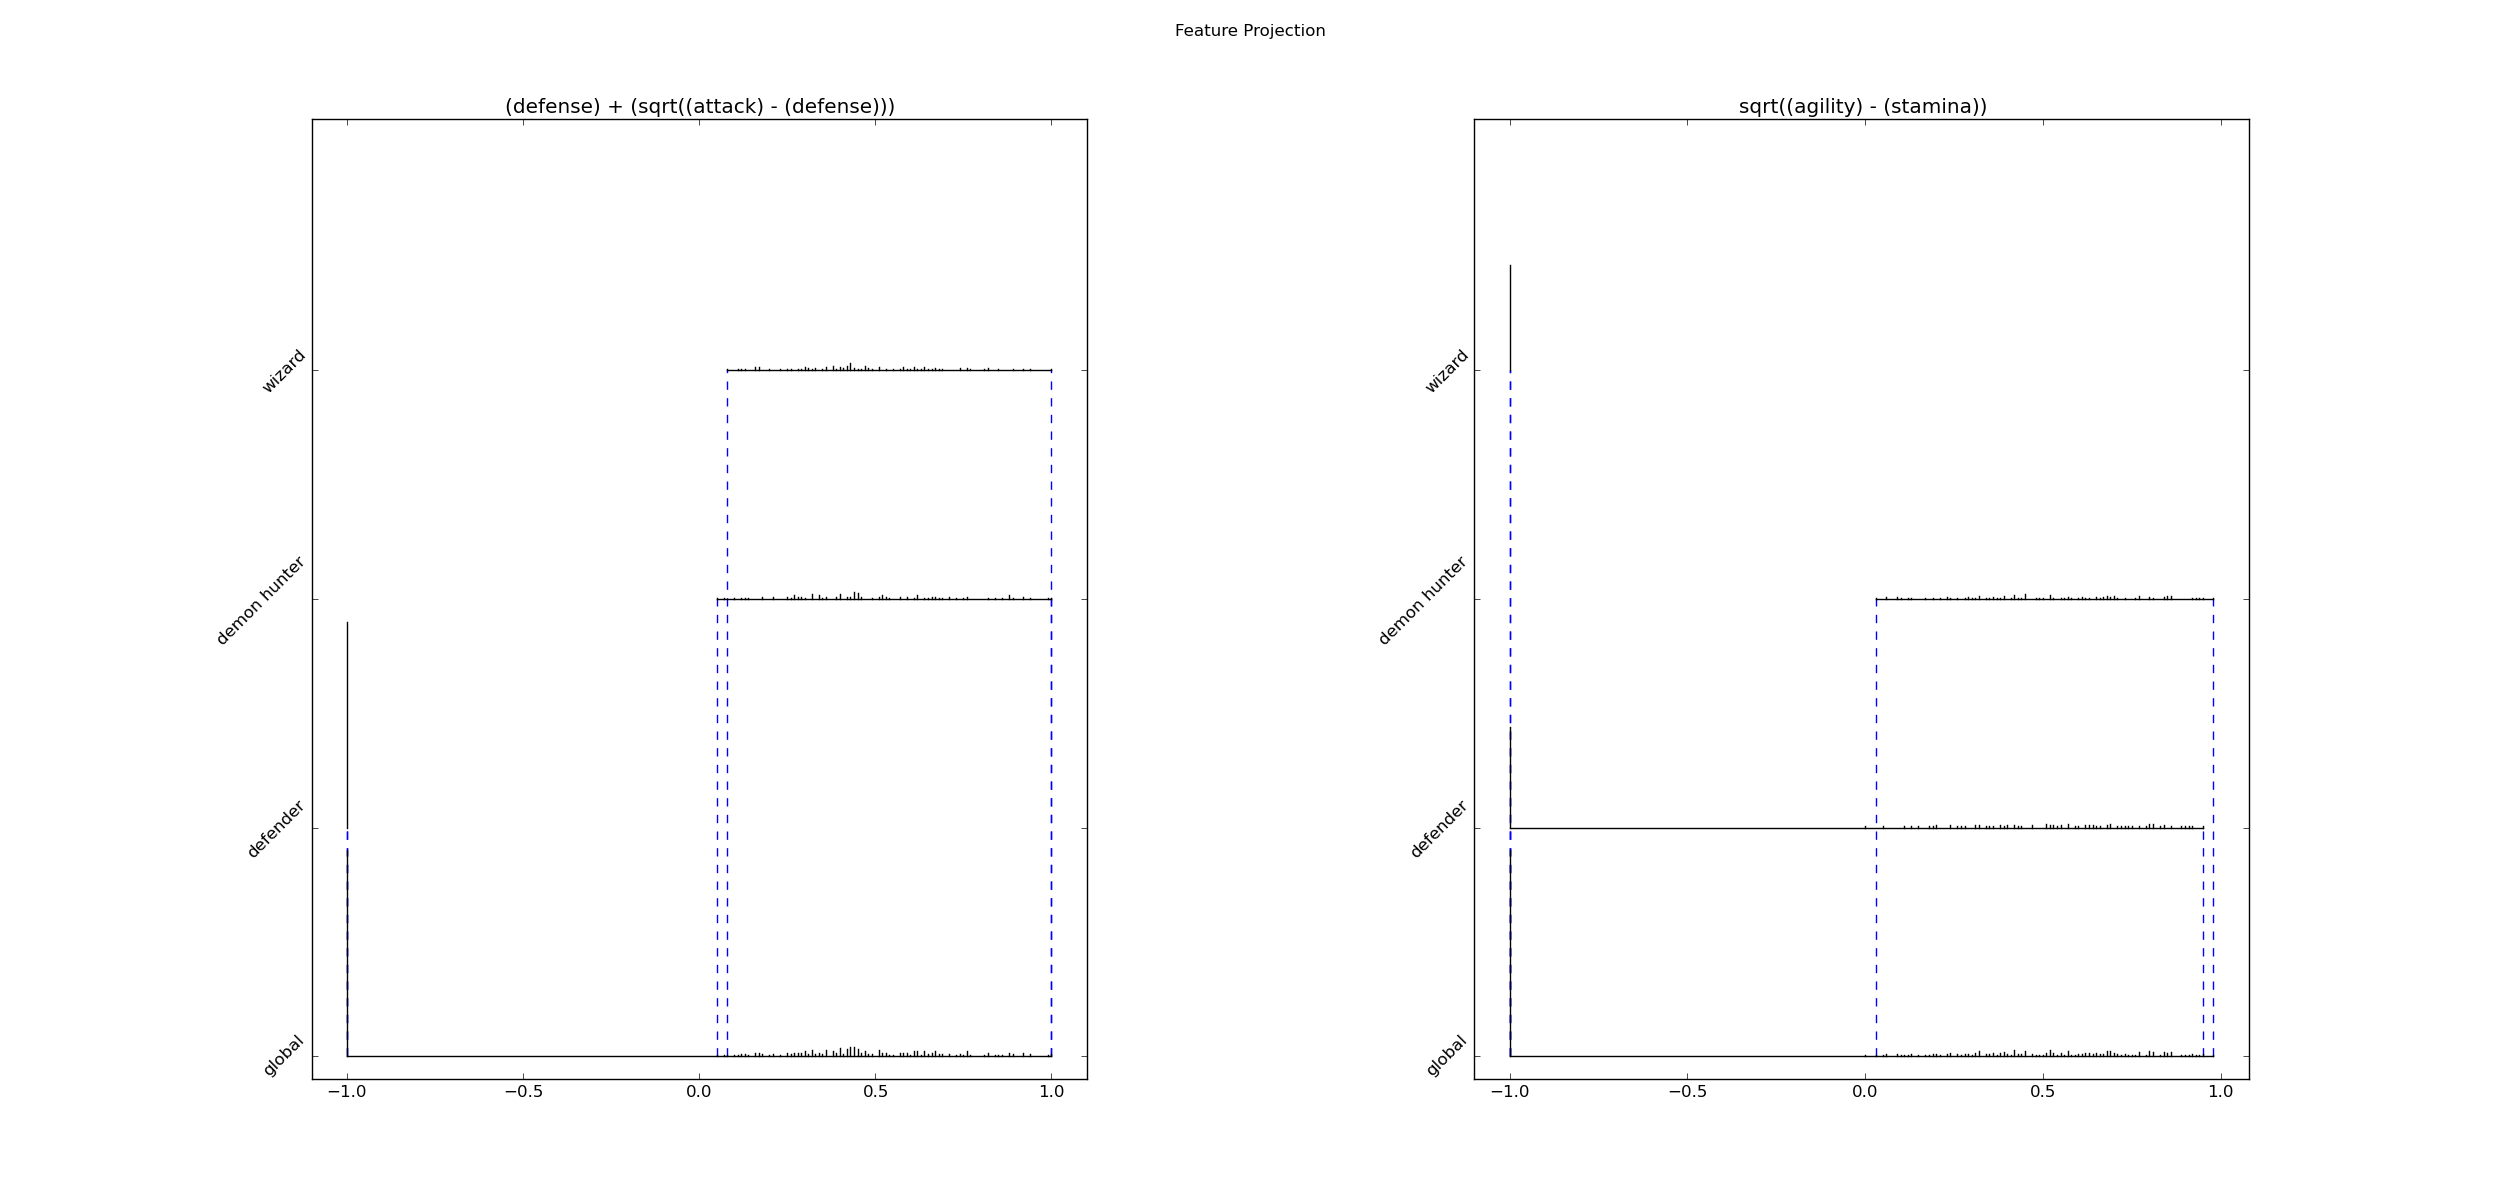 Feature Projection
(defense) + (sqrt((attack) - (defense)))
wizard
demon hunter
defender
global
−1.0 −0.5 0.0 0.5 1.0
sqrt((agility) - (stamina))
wizard
demon hunter
defender
global
−1.0 −0.5 0.0 0.5 1.0